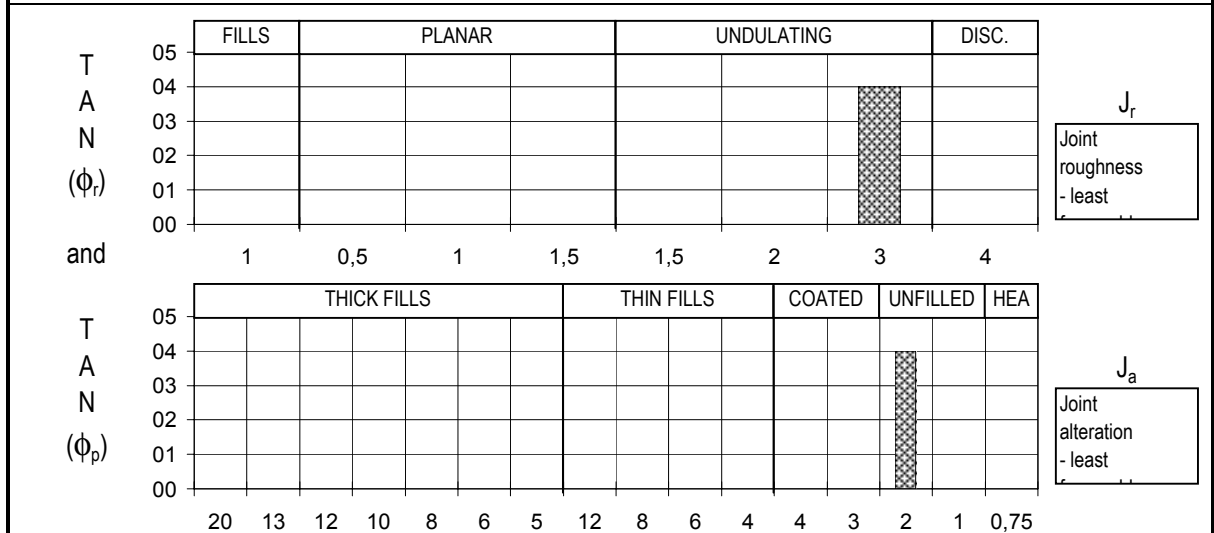 FILLS PLANAR UNDULATING DISC.
T
A
N
(ϕr)
05
04
03
02
01
00
Jr
Joint
roughness
- least
and
1 0,5 1 1,5 1,5 2 3 4
THICK FILLS THIN FILLS COATED UNFILLED HEA
T
A
N
(ϕp)
05
04
03
02
01
00
Ja
Joint
alteration
- least
20 13 12 10 8 6 5 12 8 6 4 4 3 2 1 0,75